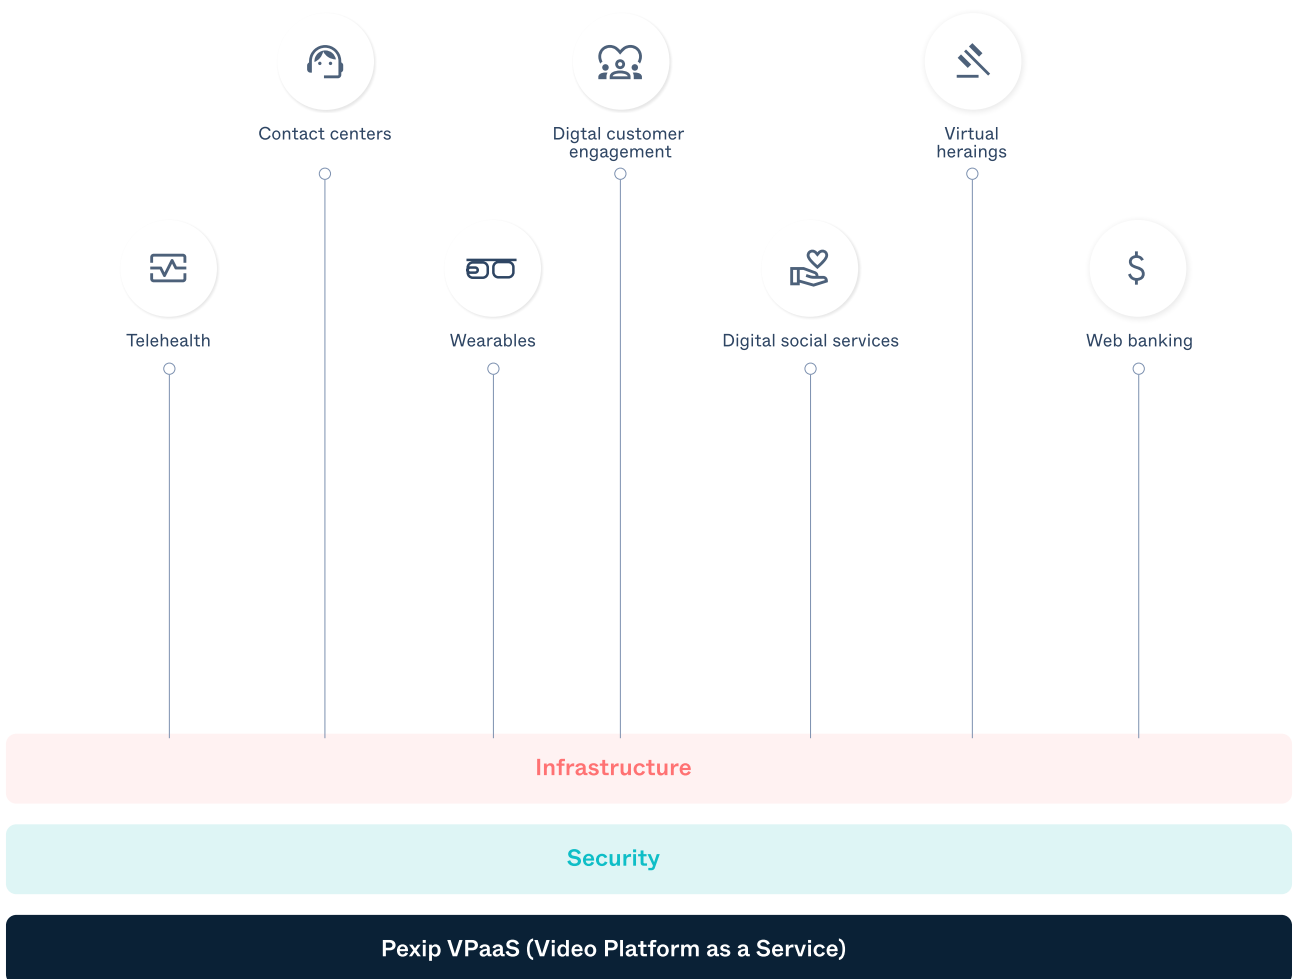 Contact centers
Digtal customer
engagement
Virtual
heraings
Telehealth
Wearables
Digital social services
Web banking
Infrastructure
Security
Pexip VPaaS (Video Platform as a Service)